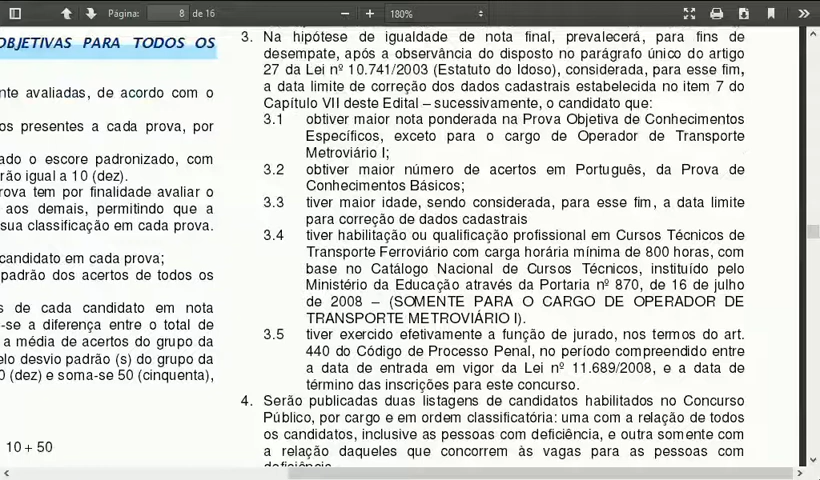 Página:
8
de 16
180%
OBJETIVAS PARA TODOS OS
nte avaliadas, de acordo com o
os presentes a cada prova, por
ado o escore padronizado, com
rão igual a 10 (dez).
rova tem por finalidade avaliar o
aos demais, permitindo que a
sua classificação em cada prova.
candidato em cada prova;
padrão dos acertos de todos os
s de cada candidato em nota
-se a diferença entre o total de
a média de acertos do grupo da
elo desvio padrão (s) do grupo da
0 (dez) e soma-se 50 (cinquenta),
10 + 50
3. Na hipótese de igualdade de nota final, prevalecerá, para fins de
desempate, após a observância do disposto no parágrafo único do artigo
27 da Lei nº 10.741/2003 (Estatuto do Idoso), considerada, para esse fim,
a data limite de correção dos dados cadastrais estabelecida no item 7 do
Capítulo VII deste Edital – sucessivamente, o candidato que:
3.1 obtiver maior nota ponderada na Prova Objetiva de Conhecimentos
Específicos, exceto para o cargo de Operador de Transporte
Metroviário I;
3.2 obtiver maior número de acertos em Português, da Prova de
Conhecimentos Básicos;
3.3 tiver maior idade, sendo considerada, para esse fim, a data limite
para correção de dados cadastrais
3.4 tiver habilitação ou qualificação profissional em Cursos Técnicos de
Transporte Ferroviário com carga horária mínima de 800 horas, com
base no Catálogo Nacional de Cursos Técnicos, instituído pelo
Ministério da Educação através da Portaria nº 870, de 16 de julho
de 2008 – (SOMENTE PARA O CARGO DE OPERADOR DE
TRANSPORTE METROVIÁRIO I).
3.5 tiver exercido efetivamente a função de jurado, nos termos do art.
440 do Código de Processo Penal, no período compreendido entre
a data de entrada em vigor da Lei nº 11.689/2008, e a data de
término das inscrições para este concurso.
4. Serão publicadas duas listagens de candidatos habilitados no Concurso
Público, por cargo e em ordem classificatória: uma com a relação de todos
os candidatos, inclusive as pessoas com deficiência, e outra somente com
a relação daqueles que concorrem às vagas para as pessoas com
deficiência.